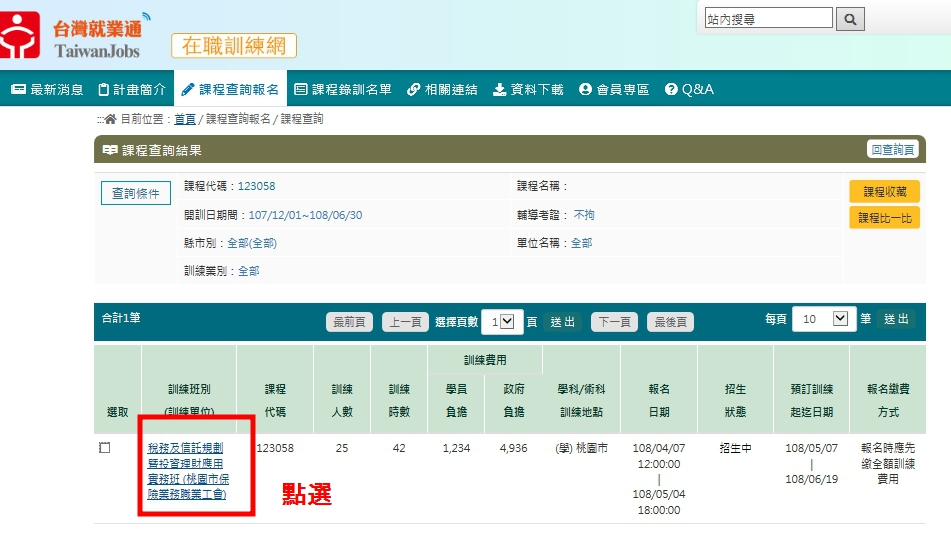 台灣就業通
TaiwanJobs
在職訓練網
站內搜尋
最新消息 計畫簡介 課程查詢報名 課程錄訓名單 相關連結 資料下載 會員專區 Q&A
:::目前位置：首頁 / 課程查詢報名 / 課程查詢
課程查詢結果 回查詢頁
查詢條件
課程代碼：123058 課程名稱：
開訓日期間：107/12/01~108/06/30 輔導考證：不拘
縣市別：全部(全部) 單位名稱：全部
訓練業別：全部
課程收藏
課程比一比
合計1筆 最前頁 上一頁 選擇頁數 1 頁 送出 下一頁 最後頁 每頁 10 筆 送出
選取
訓練班別
(訓練單位)
課程
代碼
訓練
人數
訓練
時數
訓練費用
學員
負擔
政府
負擔
學科/術科
訓練地點
報名
日期
招生
狀態
預訂訓練
起迄日期
報名繳費
方式
稅務及信託規劃
暨投資理財應用
實務班 (桃園市保
險業務職業工會)
123058
25
42
1,234
4,936
(學) 桃園市
108/04/07
12:00:00
|
108/05/04
18:00:00
招生中
108/05/07
|
108/06/19
報名時應先
繳全額訓練
費用
點選